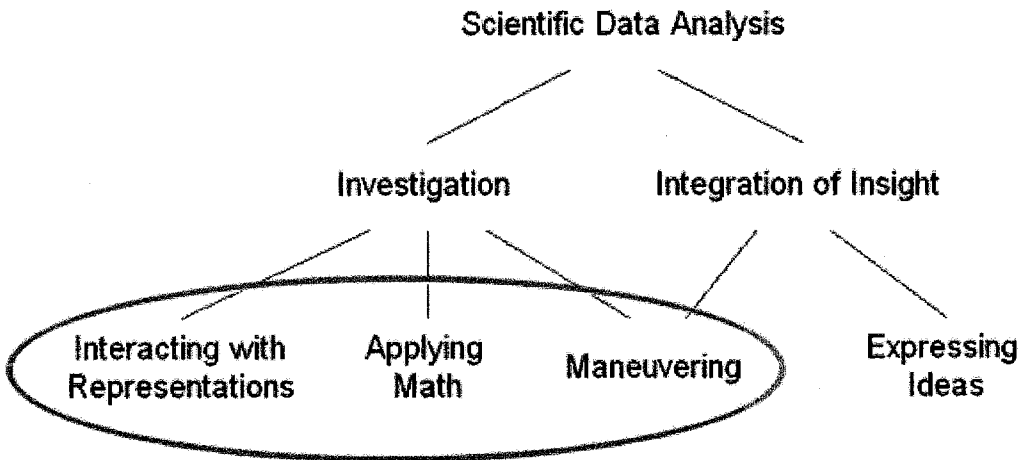 Scientific Data Analysis
Investigation
Integration of Insight
Interacting with
Representations
Applying
Math
Maneuvering
Expressing
Ideas